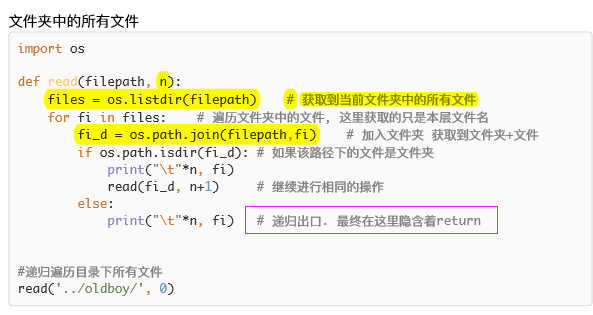 文件夹中的所有文件
import os
def read(filepath, n):
    files = os.listdir(filepath)    # 获取到当前文件夹中的所有文件
    for fi in files:    # 遍历文件夹中的文件, 这里获取的只是本层文件名
        fi_d = os.path.join(filepath,fi)    # 加入文件夹 获取到文件夹+文件
        if os.path.isdir(fi_d): # 如果该路径下的文件是文件夹
            print("\t"*n, fi)
            read(fi_d, n+1)     # 继续进行相同的操作
        else:
            print("\t"*n, fi)   # 递归出口. 最终在这里隐含着return
#递归遍历目录下所有文件
read('../oldboy/', 0)